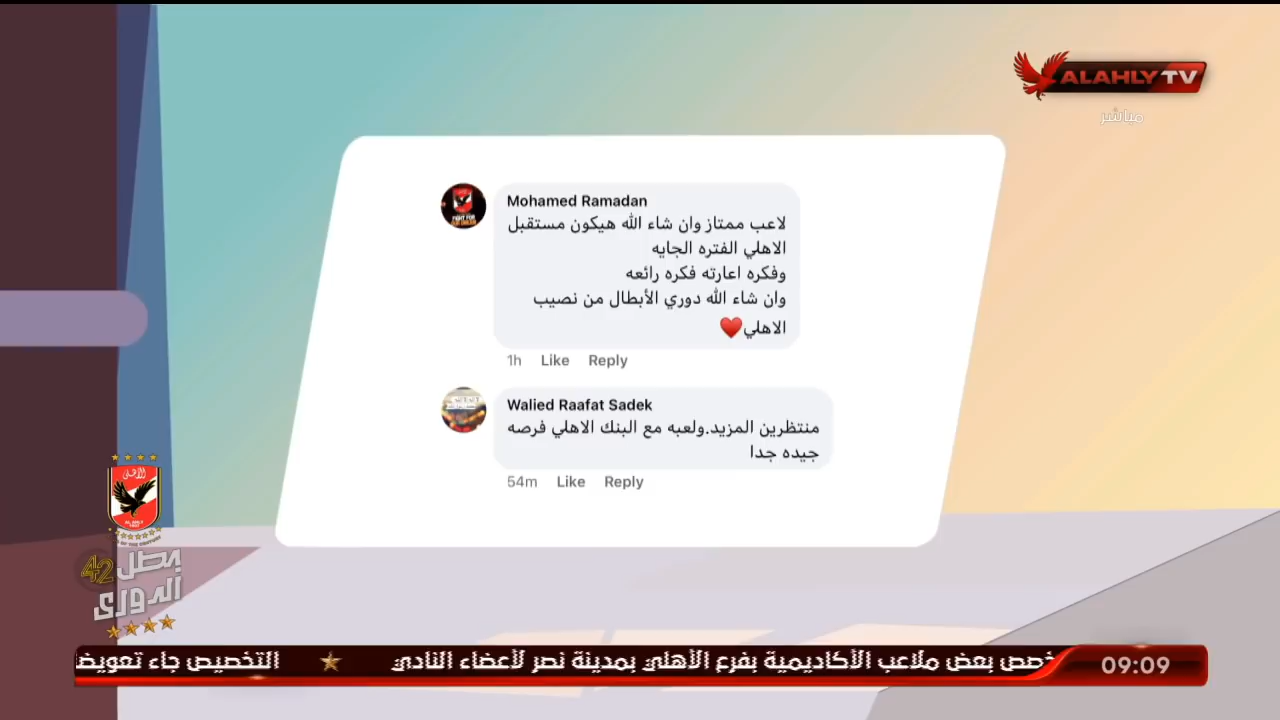 ALAHLY TV
مباشر
Mohamed Ramadan
لاعب ممتاز وان شاء الله هيكون مستقبل
الاهلي الفتره الجايه
وفكره اعارته فكره رائعه
وان شاء الله دوري الأبطال من نصيب
الاهلي❤️
1h Like Reply
Walied Raafat Sadek
منتظرين المزيد.ولعبه مع البنك الاهلي فرصه
جيده جدا
54m Like Reply
بطل 42
الدورى
خصص بعض ملاعب الأكاديمية بفرع الأهلي بمدينة نصر لأعضاء النادي ★ التخصيص جاء تعويضا
09:09